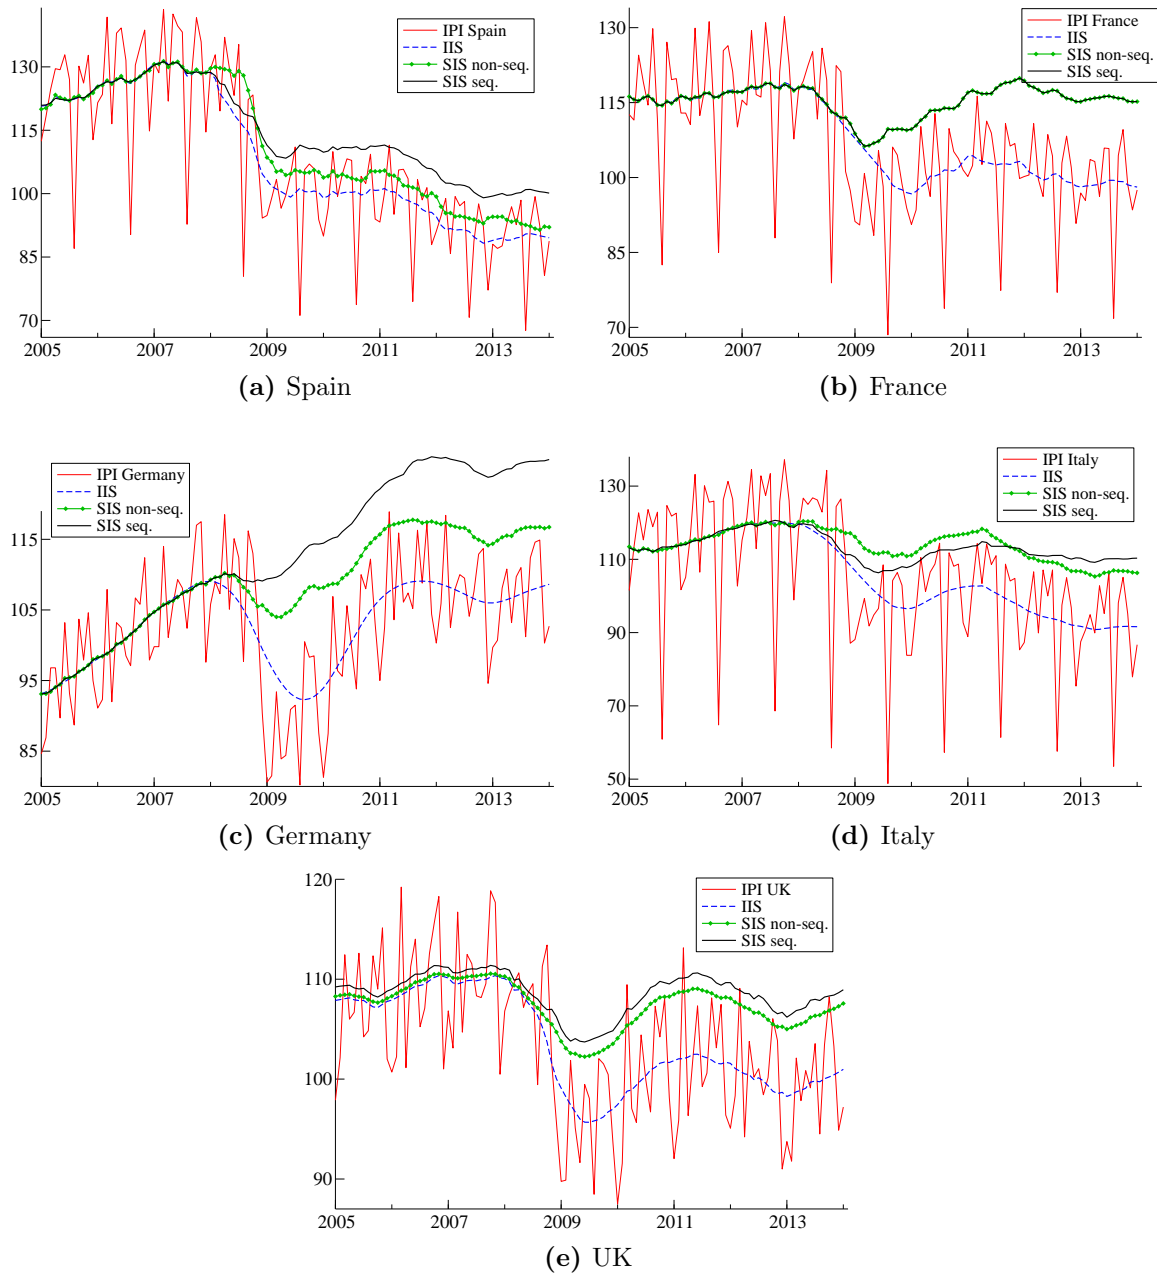 IPI Spain
IIS
SIS non-seq.
SIS seq.
130
115
100
85
70
2005 2007 2009 2011 2013
(a) Spain
IPI France
IIS
SIS non-seq.
SIS seq.
130
115
100
85
70
2005 2007 2009 2011 2013
(b) France
IPI Germany
IIS
SIS non-seq.
SIS seq.
115
105
95
85
2005 2007 2009 2011 2013
(c) Germany
IPI Italy
IIS
SIS non-seq.
SIS seq.
130
110
90
70
50
2005 2007 2009 2011 2013
(d) Italy
IPI UK
IIS
SIS non-seq.
SIS seq.
120
110
100
90
2005 2007 2009 2011 2013
(e) UK